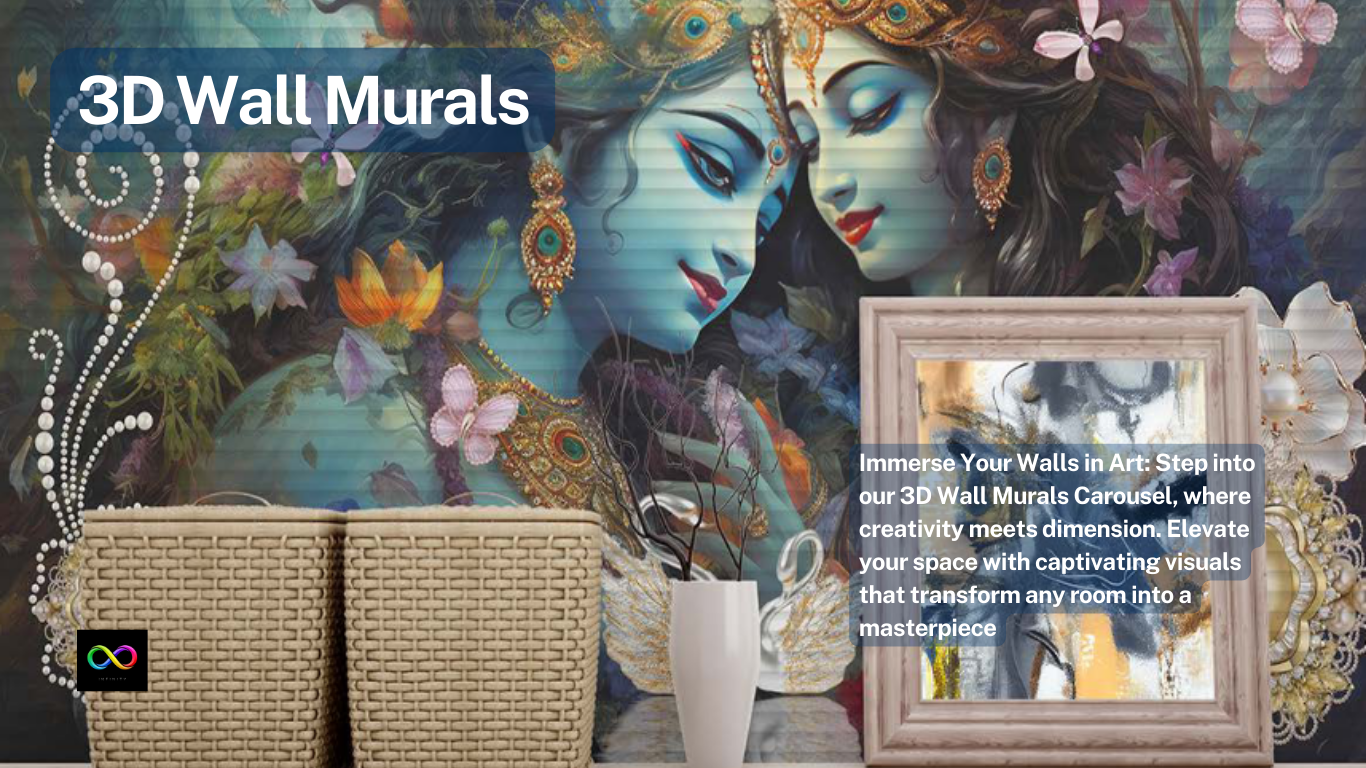 3D Wall Murals
Immerse Your Walls in Art: Step into
our 3D Wall Murals Carousel, where
creativity meets dimension. Elevate
your space with captivating visuals
that transform any room into a
masterpiece